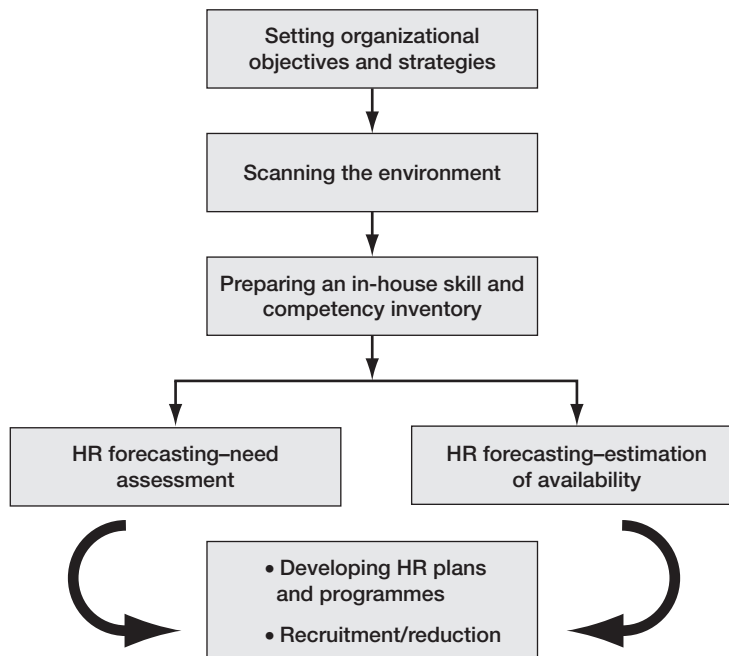 Setting organizational
objectives and strategies
Scanning the environment
Preparing an in-house skill and
competency inventory
HR forecasting–need
assessment
HR forecasting–estimation
of availability
• Developing HR plans
and programmes
• Recruitment/reduction